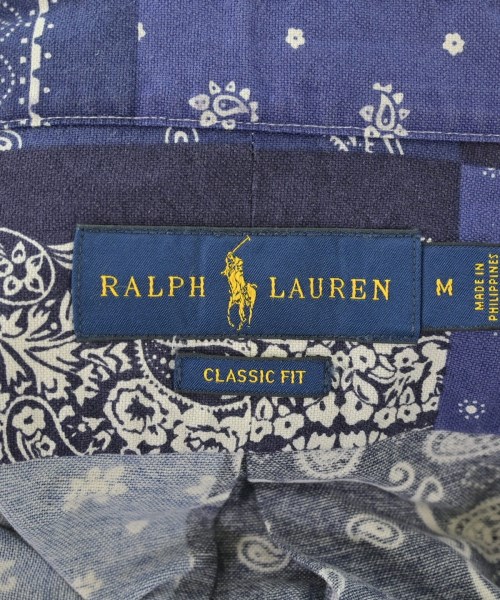 RALPH LAUREN
M
MADE IN
PHILIPPINES
CLASSIC FIT